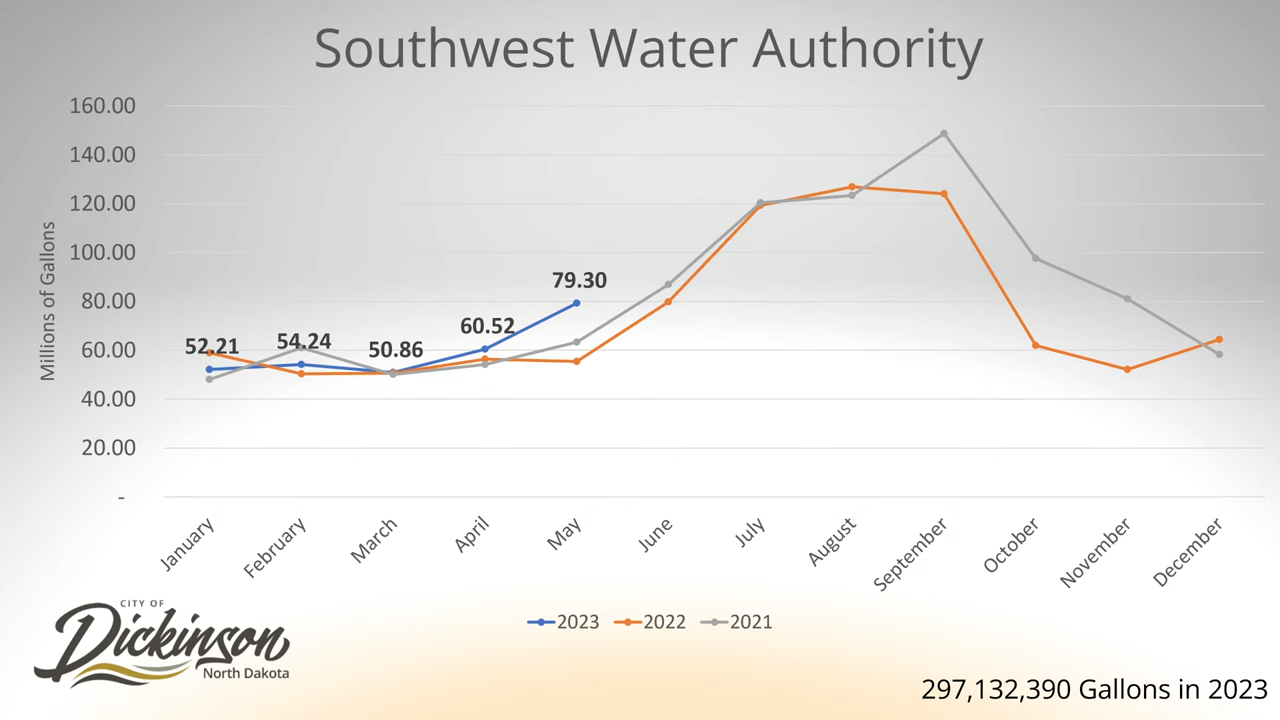 Southwest Water Authority
160.00
140.00
120.00
100.00
80.00
60.00
40.00
20.00
-
Millions of Gallons
52.21
54.24
50.86
60.52
79.30
January
February
March
April
May
June
July
August
September
October
November
December
2023
2022
2021
CITY OF
Dickinson
North Dakota
297,132,390 Gallons in 2023